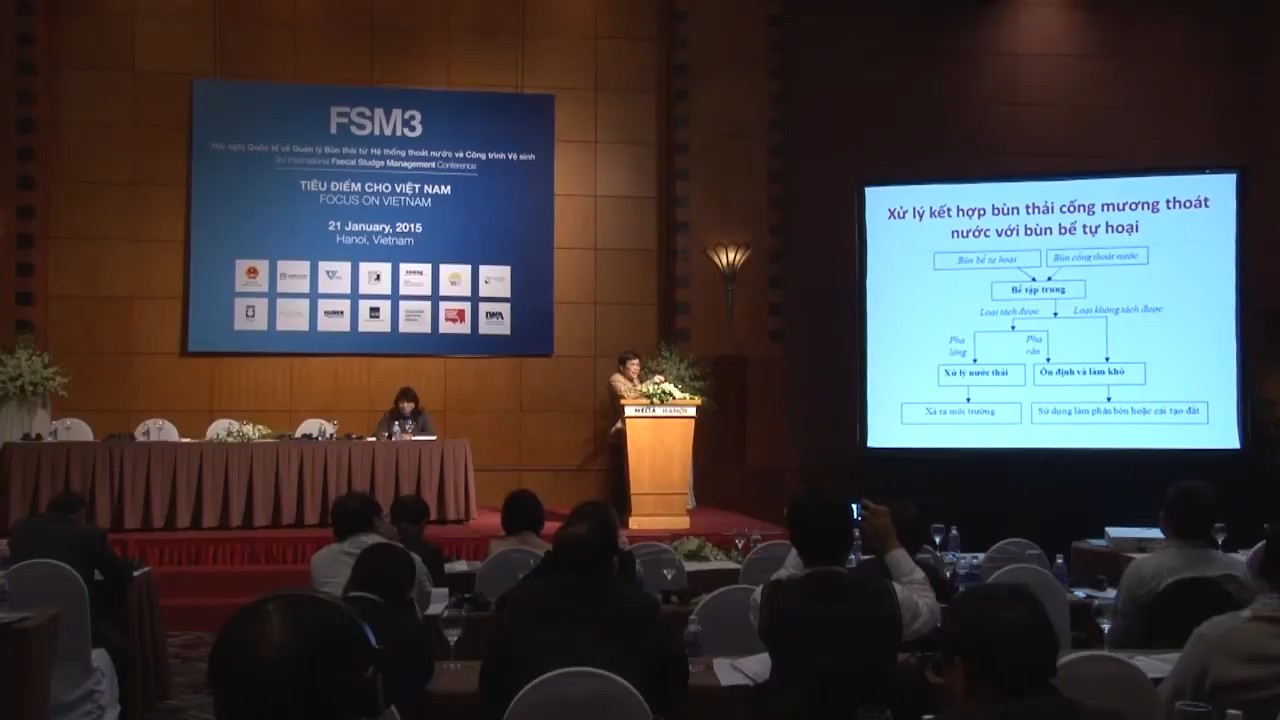 FSM3
Hội nghị Quốc tế về Quản lý Bùn thải từ Hệ thống thoát nước và Công trình Vệ sinh
3rd International Faecal Sludge Management Conference
TIÊU ĐIỂM CHO VIỆT NAM
FOCUS ON VIETNAM
21 January, 2015
Hanoi, Vietnam
HUBER
IWA
MELIA HANOI
Xử lý kết hợp bùn thải cống mương thoát
nước với bùn bể tự hoại
Bùn bể tự hoại
Bùn cống thoát nước
Bể tập trung
Loại tách được
Loại không tách được
Pha
lỏng
Pha
rắn
Xử lý nước thải
Ổn định và làm khô
Xả ra môi trường
Sử dụng làm phân bón hoặc cải tạo đất